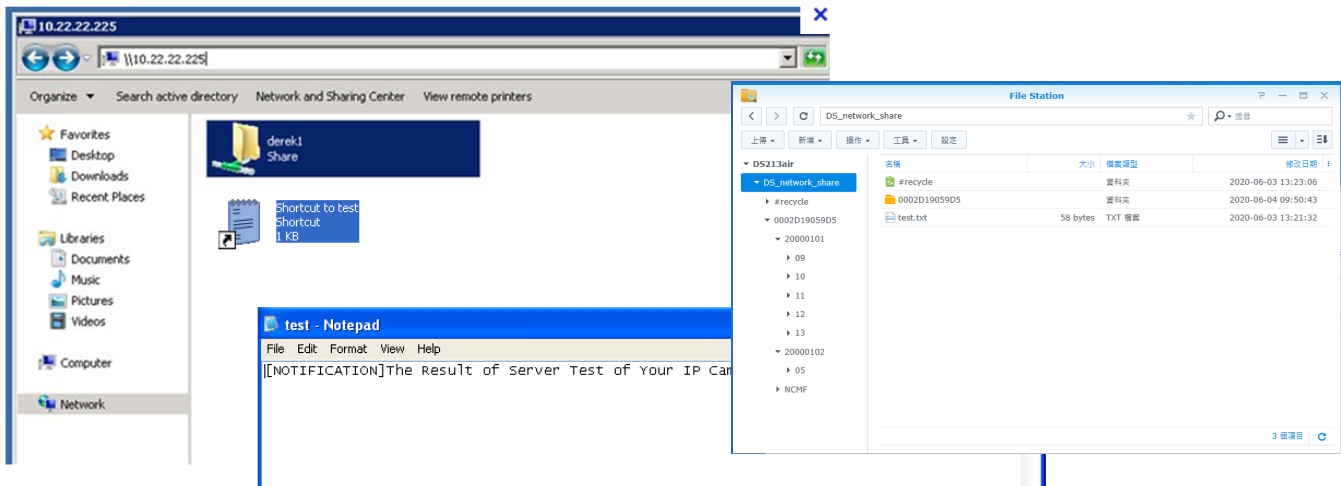 10.22.22.225
\\10.22.22.225
Organize Search active directory Network and Sharing Center View remote printers
Favorites
Desktop
Downloads
Recent Places
Libraries
Documents
Music
Pictures
Videos
Computer
Network
derek1
Share
Shortcut to test
Shortcut
1 KB
test - Notepad
File Edit Format View Help
[NOTIFICATION]The Result of Server Test of Your IP Cam
File Station
DS_network_share
搜尋
上傳 新增 操作 工具 設定
DS213air
DS_network_share
#recycle
0002D19059D5
20000101
09
10
11
12
13
20000102
05
NCMF
名稱 大小 檔案類型 修改日期
#recycle 資料夾 2020-06-03 13:23:06
0002D19059D5 資料夾 2020-06-04 09:50:43
test.txt 58 bytes TXT 檔案 2020-06-03 13:21:32
3 個項目